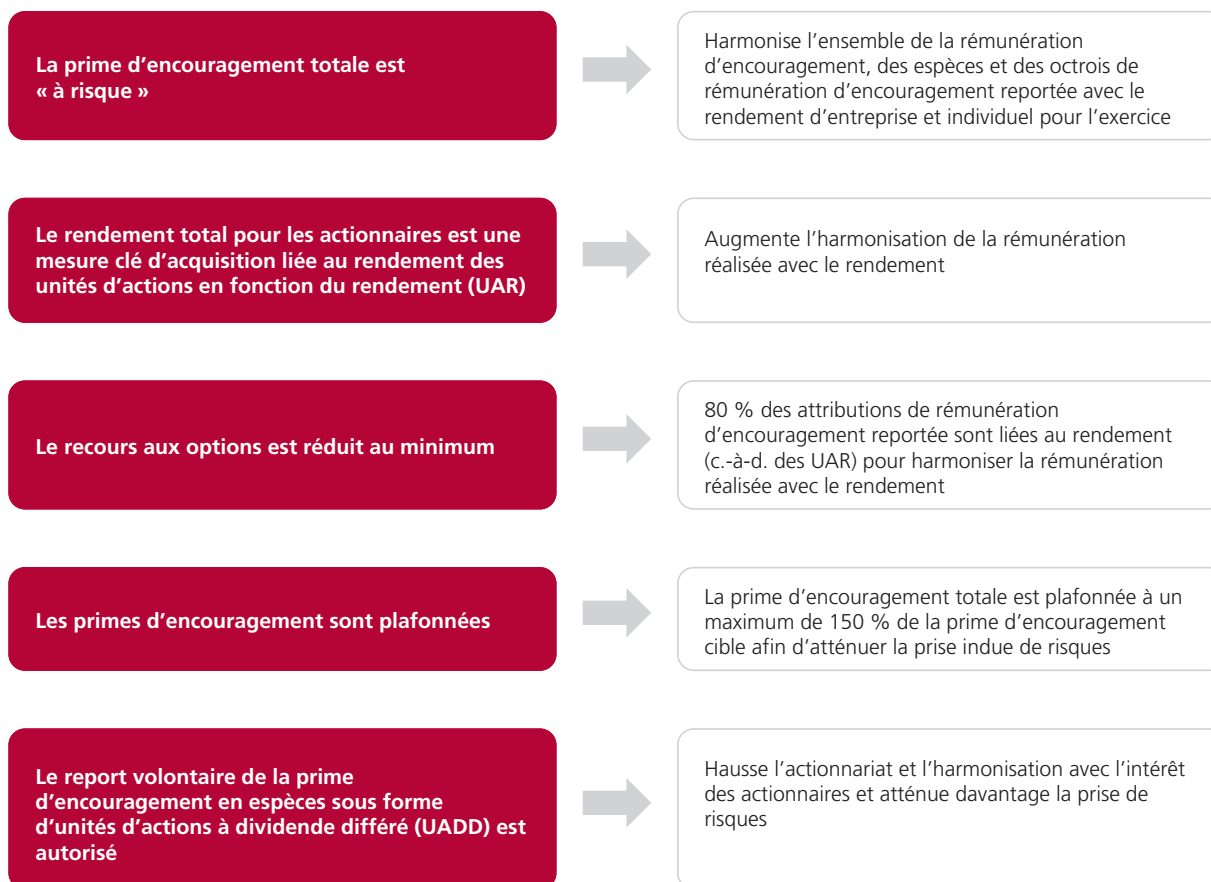 La prime d'encouragement totale est
« à risque »
Harmonise l'ensemble de la rémunération
d'encouragement, des espèces et des octrois de
rémunération d'encouragement reportée avec le
rendement d'entreprise et individuel pour l'exercice
Le rendement total pour les actionnaires est une
mesure clé d'acquisition liée au rendement des
unités d'actions en fonction du rendement (UAR)
Augmente l'harmonisation de la rémunération
réalisée avec le rendement
Le recours aux options est réduit au minimum
80 % des attributions de rémunération
d'encouragement reportée sont liées au rendement
(c.-à-d. des UAR) pour harmoniser la rémunération
réalisée avec le rendement
Les primes d'encouragement sont plafonnées
La prime d'encouragement totale est plafonnée à un
maximum de 150 % de la prime d'encouragement
cible afin d'atténuer la prise indue de risques
Le report volontaire de la prime
d'encouragement en espèces sous forme
d'unités d'actions à dividende différé (UADD) est
autorisé
Hausse l'actionnariat et l'harmonisation avec l'intérêt
des actionnaires et atténue davantage la prise de
risques